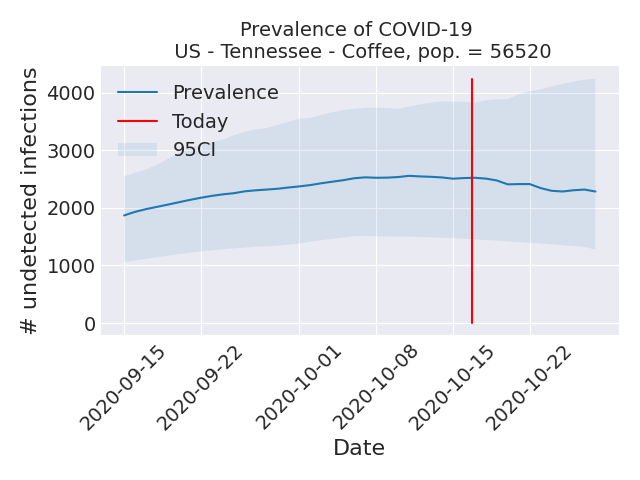 Prevalence of COVID-19
US - Tennessee - Coffee, pop. = 56520
# undetected infections
4000
3000
2000
1000
0
Prevalence
Today
95CI
2020-09-15
2020-09-22
2020-10-01
2020-10-08
2020-10-15
2020-10-22
Date